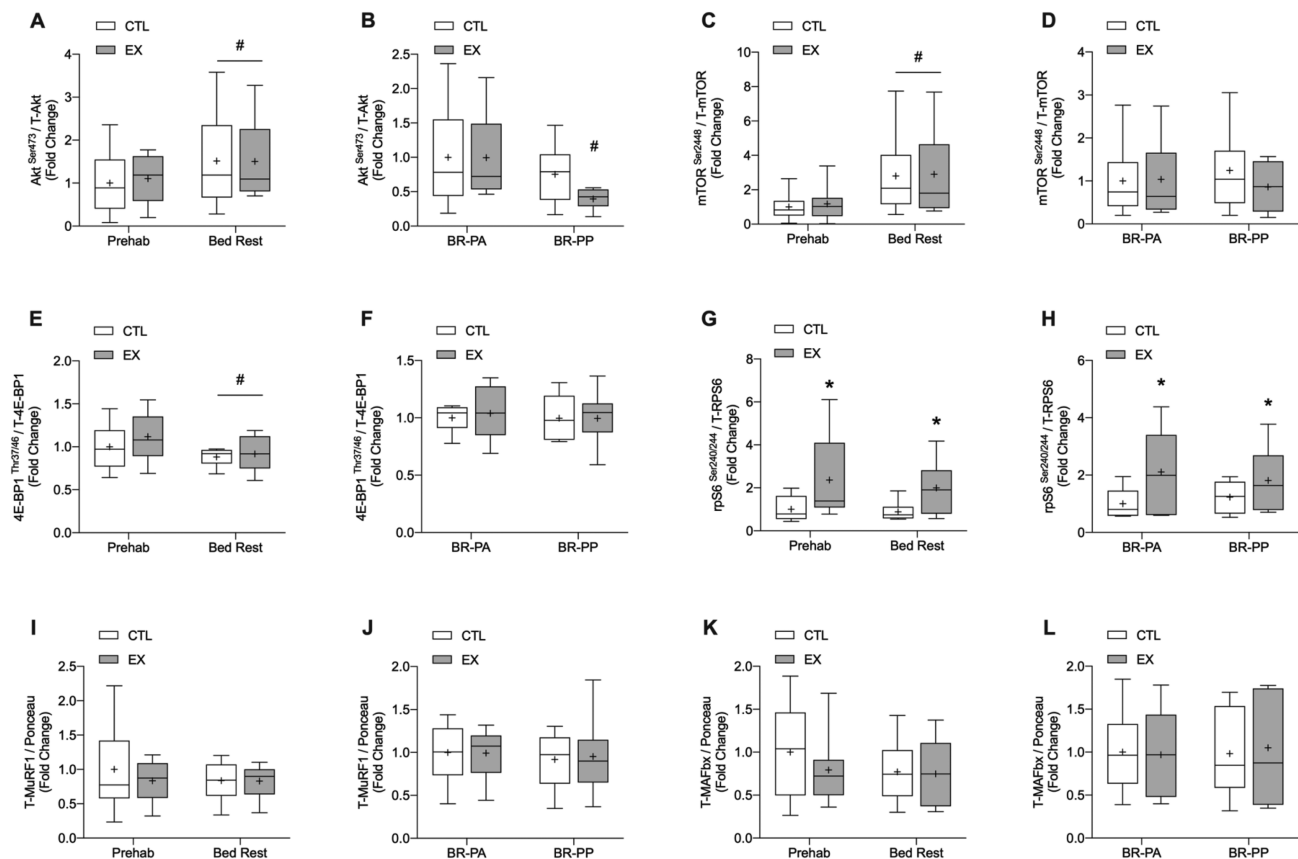 A
CTL
EX
Akt Ser473 / T-Akt
(Fold Change)
4
3
2
1
0
#
Prehab
Bed Rest
B
CTL
EX
Akt Ser473 / T-Akt
(Fold Change)
2.5
2.0
1.5
1.0
0.5
0.0
#
BR-PA
BR-PP
C
CTL
EX
mTOR Ser2448 / T-mTOR
(Fold Change)
10
8
6
4
2
0
#
Prehab
Bed Rest
D
CTL
EX
mTOR Ser2448 / T-mTOR
(Fold Change)
4
3
2
1
0
BR-PA
BR-PP
E
CTL
EX
4E-BP1 Thr37/46 / T-4E-BP1
(Fold Change)
2.0
1.5
1.0
0.5
0.0
#
Prehab
Bed Rest
F
CTL
EX
4E-BP1 Thr37/46 / T-4E-BP1
(Fold Change)
1.5
1.0
0.5
0.0
BR-PA
BR-PP
G
CTL
EX
rpS6 Ser240/244 / T-RPS6
(Fold Change)
8
6
4
2
0
*
*
Prehab
Bed Rest
H
CTL
EX
rpS6 Ser240/244 / T-RPS6
(Fold Change)
6
4
2
0
*
*
BR-PA
BR-PP
I
CTL
EX
T-MuRF1 / Ponceau
(Fold Change)
2.5
2.0
1.5
1.0
0.5
0.0
Prehab
Bed Rest
J
CTL
EX
T-MuRF1 / Ponceau
(Fold Change)
2.0
1.5
1.0
0.5
0.0
BR-PA
BR-PP
K
CTL
EX
T-MAFbx / Ponceau
(Fold Change)
2.0
1.5
1.0
0.5
0.0
Prehab
Bed Rest
L
CTL
EX
T-MAFbx / Ponceau
(Fold Change)
2.0
1.5
1.0
0.5
0.0
BR-PA
BR-PP